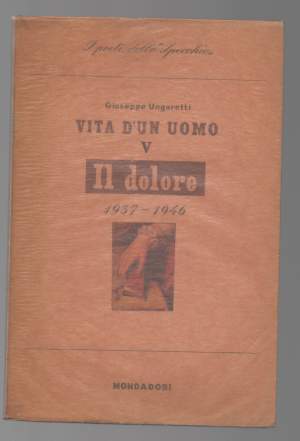 I poeti dello "Specchio"
Giuseppe Ungaretti
VITA D'UN UOMO
V
Il dolore
1937-1946
MONDADORI